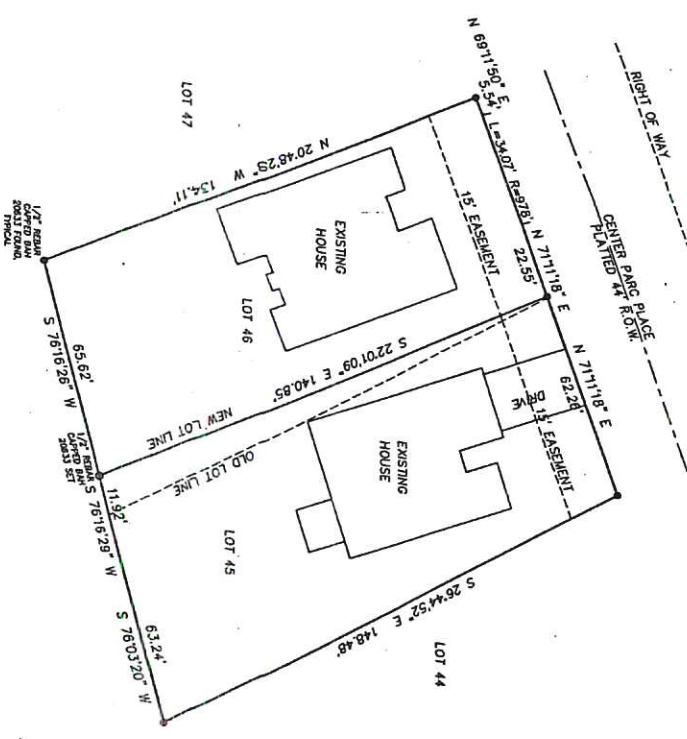 RIGHT OF WAY
CENTER PARC PLACE
PLATTED 44' R.O.W.
N 69°11'50" E
5.54'
L=34.07' R=978'
N 71°11'18" E
22.55'
N 71°11'18" E
62.26'
15' EASEMENT
15' EASEMENT
DRIVE
LOT 47
N 20°48'28" W 134.11'
EXISTING
HOUSE
LOT 46
S 22°01'09" E 140.85'
NEW LOT LINE
OLD LOT LINE
EXISTING
HOUSE
LOT 45
S 26°44'52" E 148.48'
LOT 44
1/2" REBAR
CAPPED BAH
20833 FOUND,
TYPICAL
S 76°16'26" W
65.62'
1/2" REBAR
CAPPED BAH
20833 SET
11.92'
S 76°16'29" W
63.24'
S 76°03'20" W